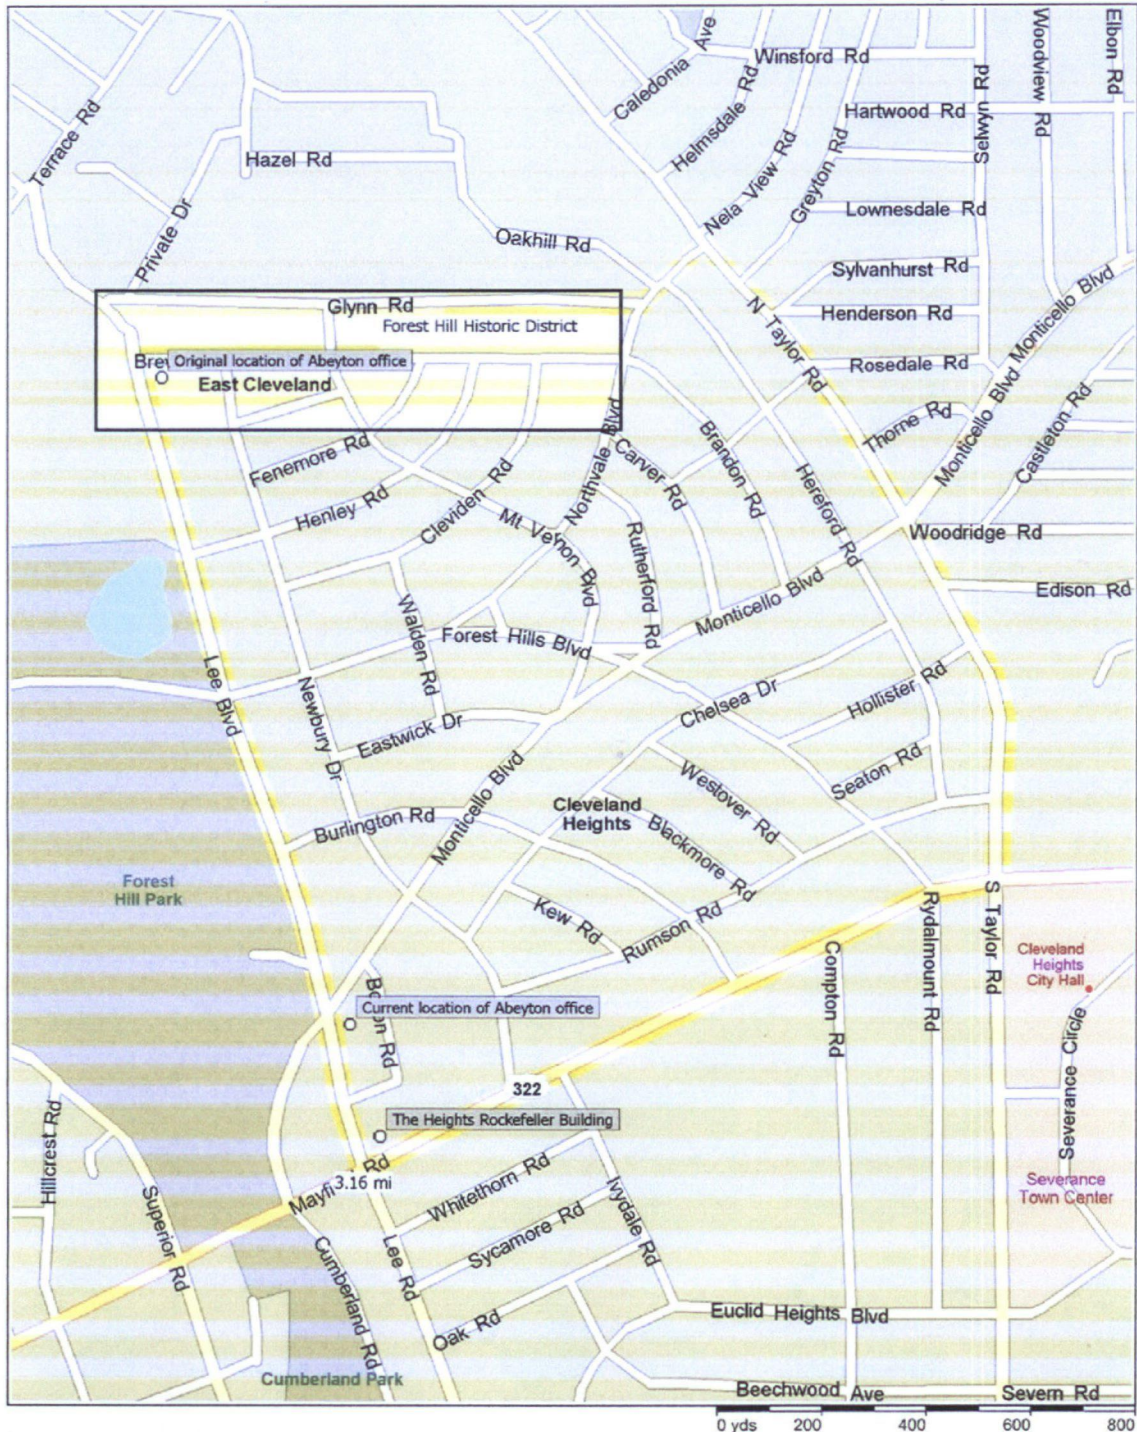 Caledonia Ave
Winsford Rd
Woodview Rd
Elbon Rd
Terrace Rd
Helmsdale Rd
Hartwood Rd
Selwyn Rd
Hazel Rd
Nela View Rd
Greyton Rd
Private Dr
Lownesdale Rd
Oakhill Rd
Sylvanhurst Rd
Monticello Blvd
Glynn Rd
Forest Hill Historic District
N Taylor Rd
Henderson Rd
Original location of Abeyton office
East Cleveland
Rosedale Rd
Monticello Blvd
Thorne Rd
Castleton Rd
Fenemore Rd
Northvale Blvd
Carver Rd
Brandon Rd
Hereford Rd
Henley Rd
Cleviden Rd
Mt Vernon Blvd
Rutherford Rd
Woodridge Rd
Monticello Blvd
Edison Rd
Walden Rd
Forest Hills Blvd
Lee Blvd
Newbury Dr
Eastwick Dr
Chelsea Dr
Hollister Rd
Monticello Blvd
Westover Rd
Seaton Rd
Cleveland
Heights
Burlington Rd
Blackmore Rd
Forest
Hill Park
Kew Rd
Rumson Rd
Compton Rd
Rydalmount Rd
S Taylor Rd
Cleveland
Heights
City Hall
Current location of Abeyton office
322
Severance Circle
The Heights Rockefeller Building
Hillcrest Rd
Superior Rd
3.16 mi
Rd
Whitethorn Rd
Ivydale Rd
Severance
Town Center
Sycamore Rd
Cumberland Rd
Lee Rd
Oak Rd
Euclid Heights Blvd
Cumberland Park
Beechwood Ave
Severn Rd
0 yds 200 400 600 800